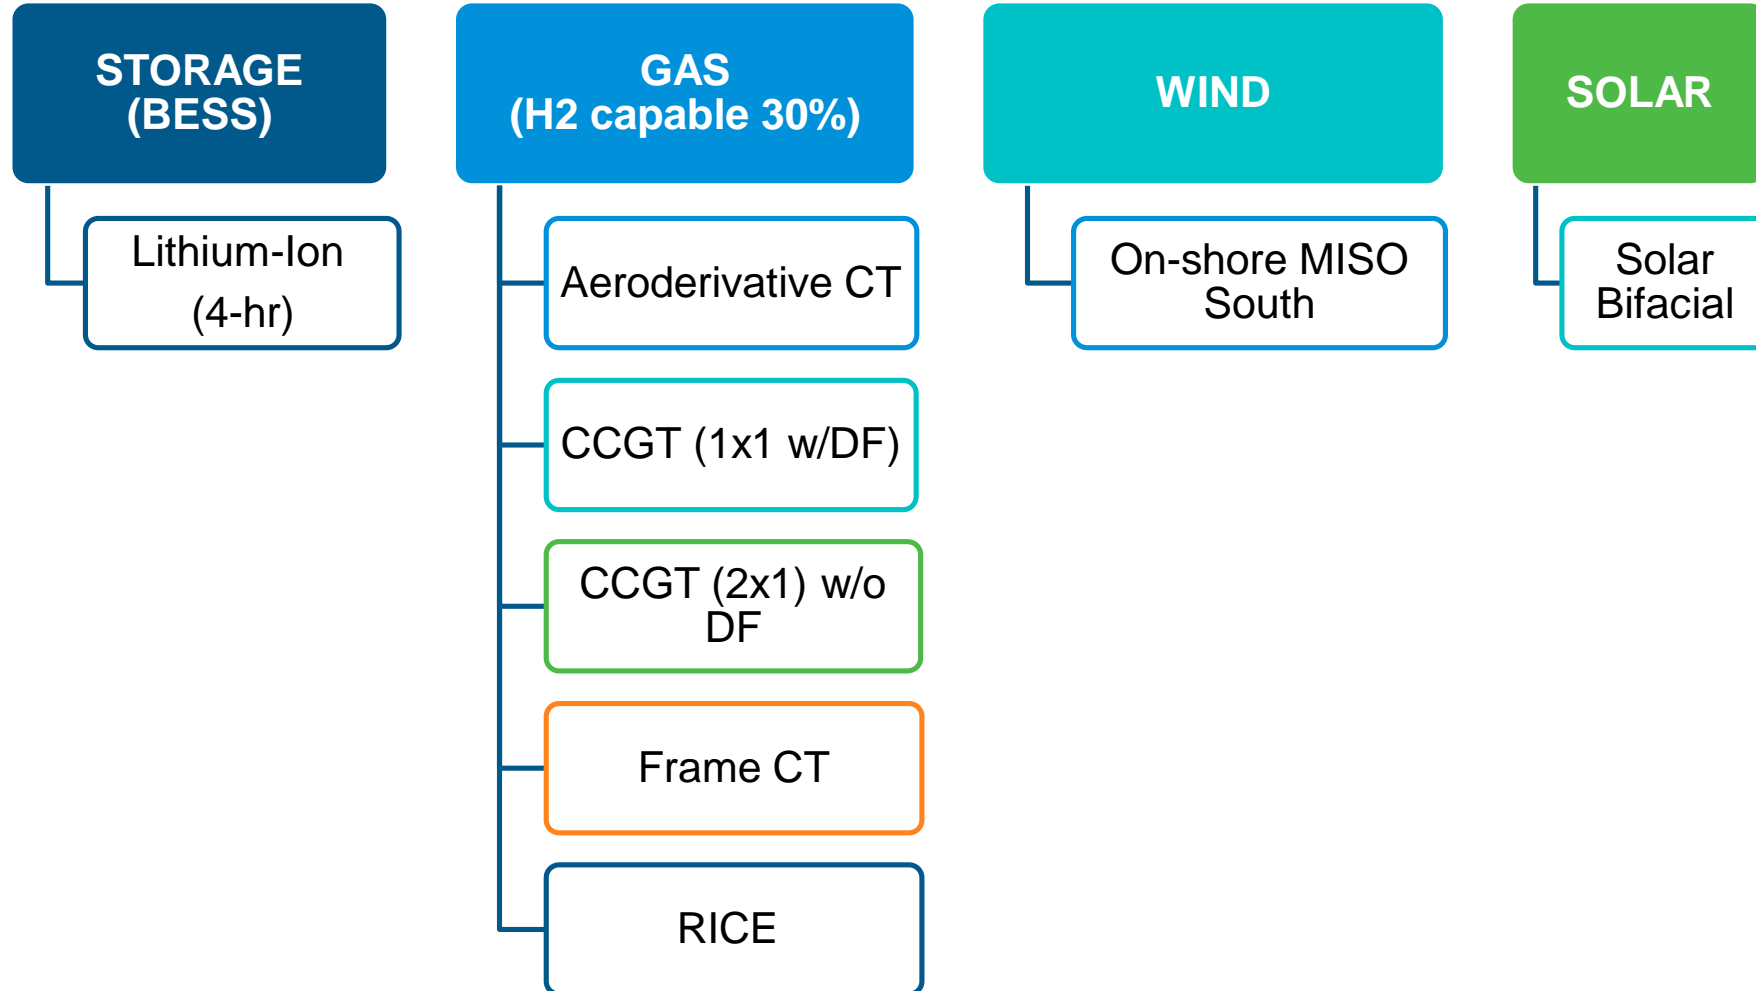 STORAGE
(BESS)
Lithium-Ion
(4-hr)
GAS
(H2 capable 30%)
Aeroderivative CT
CCGT (1x1 w/DF)
CCGT (2x1) w/o
DF
Frame CT
RICE
WIND
On-shore MISO
South
SOLAR
Solar
Bifacial